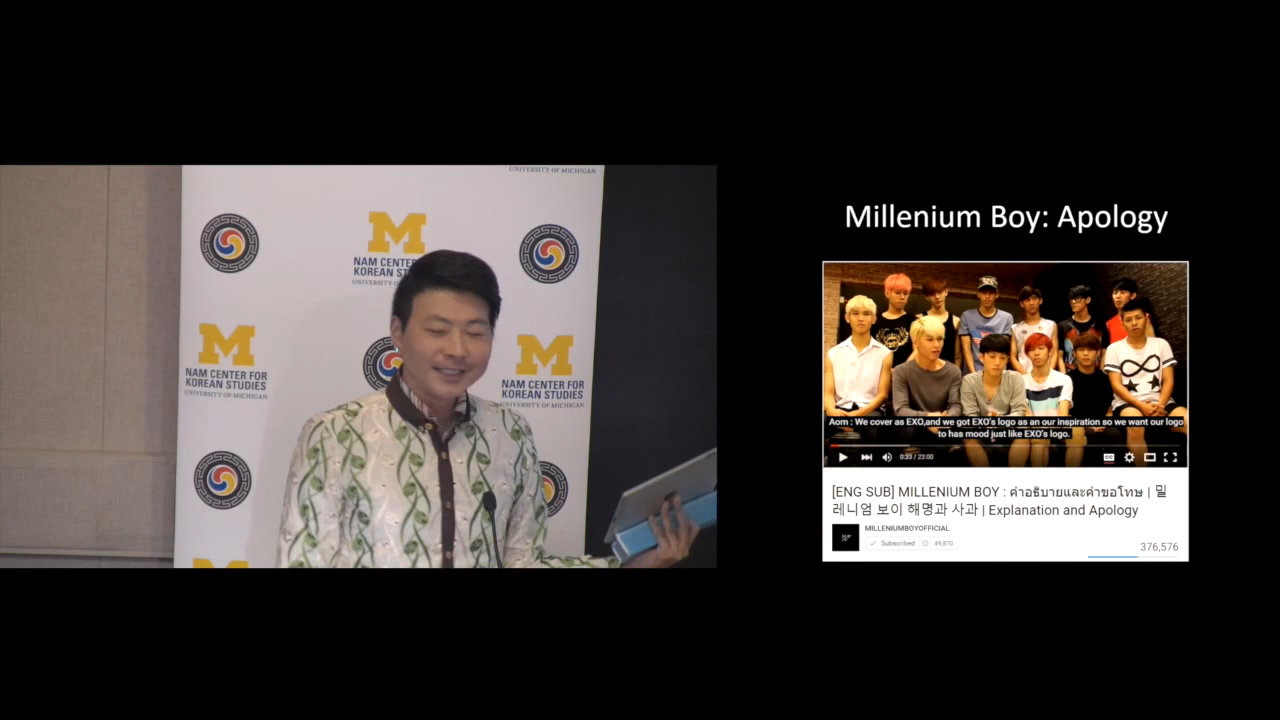 UNIVERSITY OF MICHIGAN
M
NAM CENTER
KOREAN ST
UNIVERSITY O
M
NAM CENTER FOR
KOREAN STUDIES
UNIVERSITY OF MICHIGAN
M
NAM CENTER FOR
KOREAN STUDIES
UNIVERSITY OF MICHIGAN
M
Millenium Boy: Apology
Aom : We cover as EXO,and we got EXO's logo as an our inspiration so we want our logo
to has mood just like EXO's logo.
0:33 / 23:00
CC
[ENG SUB] MILLENIUM BOY : คำอธิบายและคำขอโทษ | 밀
레니엄 보이 해명과 사과 | Explanation and Apology
MILLENIUMBOYOFFICIAL
Subscribed 49,870
376,576